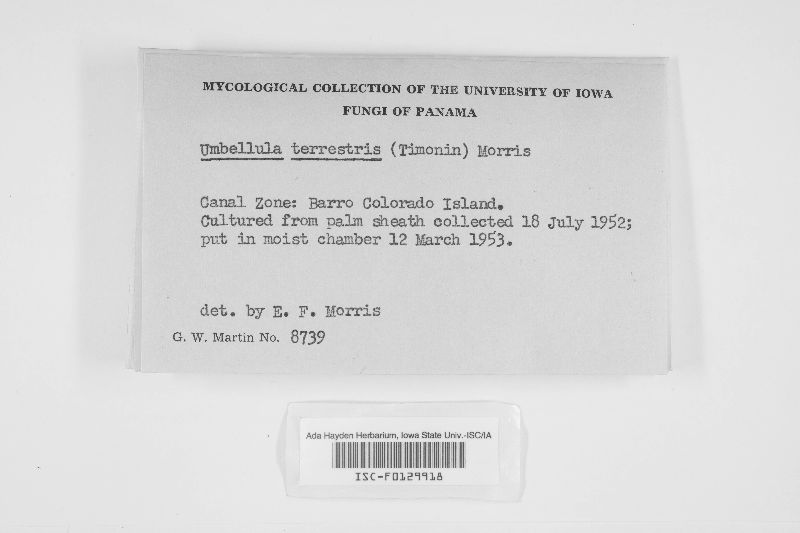 MYCOLOGICAL COLLECTION OF THE UNIVERSITY OF IOWA
FUNGI OF PANAMA
Umbellula terrestris (Timonin) Morris
Canal Zone: Barro Colorado Island.
Cultured from palm sheath collected 18 July 1952;
put in moist chamber 12 March 1953.
det. by E. F. Morris
G. W. Martin No. 8739
Ada Hayden Herbarium, Iowa State Univ.-ISC/IA
ISC-F0129918